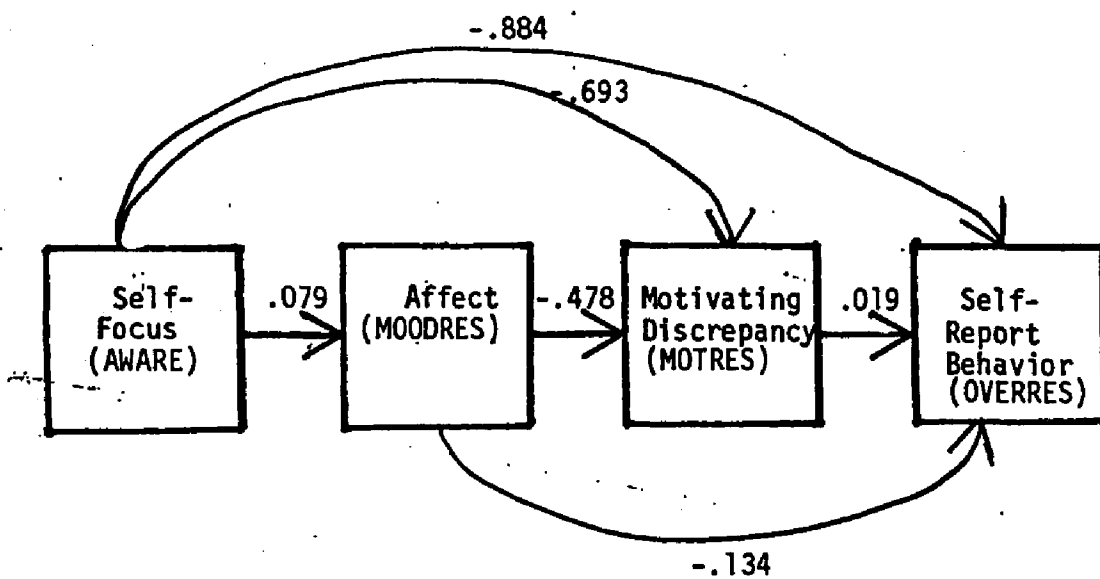 -.884
-.693
Self-
Focus
(AWARE)
.079
Affect
(MOODRES)
-.478
Motivating
Discrepancy
(MOTRES)
.019
Self-
Report
Behavior
(OVERRES)
-.134